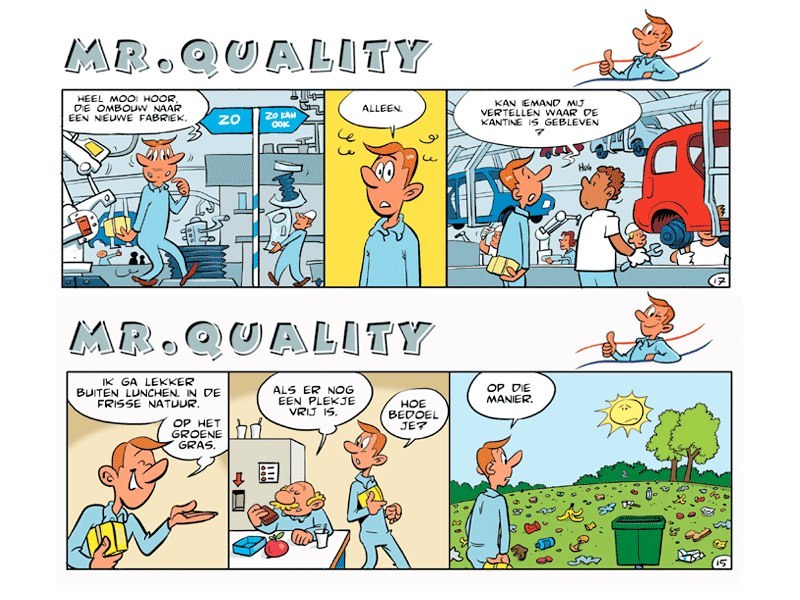 MR. QUALITY
HEEL MOOI HOOR,
DIE OMBOUW NAAR
EEN NIEUWE FABRIEK.
ZO
ZO KAN
OOK
ALLEEN.
KAN IEMAND MIJ
VERTELLEN WAAR DE
KANTINE IS GEBLEVEN
?
HUG
17
MR. QUALITY
IK GA LEKKER
BUITEN LUNCHEN. IN DE
FRISSE NATUUR.
OP HET
GROENE
GRAS.
ALS ER NOG
EEN PLEKJE
VRIJ IS.
HOE
BEDOEL
JE?
OP DIE
MANIER.
15